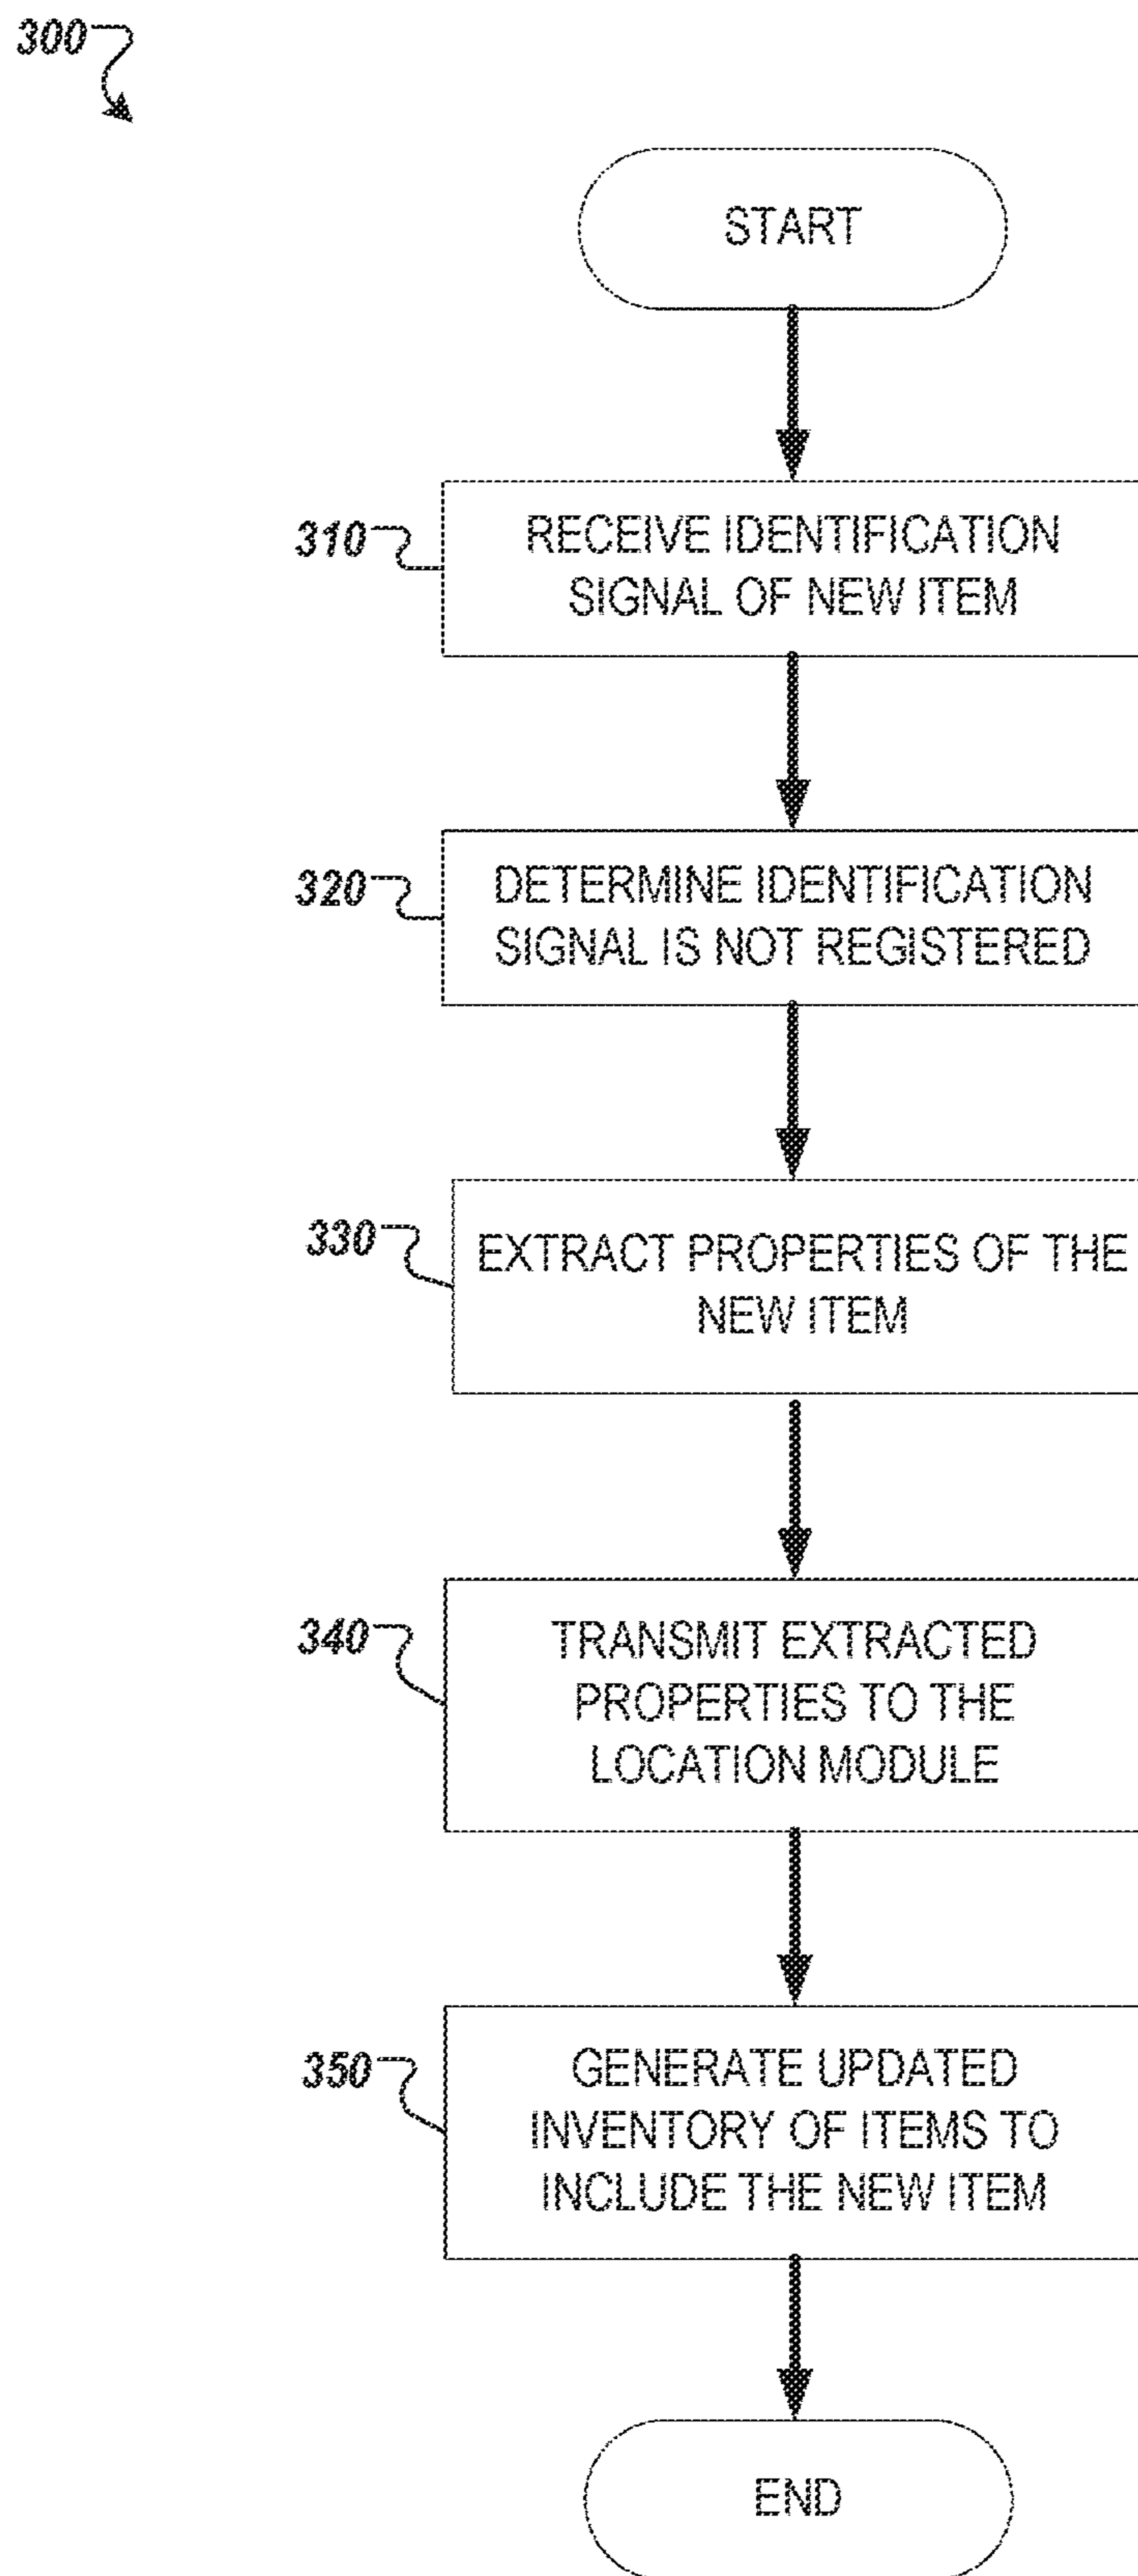 300
START
310
RECEIVE IDENTIFICATION
SIGNAL OF NEW ITEM
320
DETERMINE IDENTIFICATION
SIGNAL IS NOT REGISTERED
330
EXTRACT PROPERTIES OF THE
NEW ITEM
340
TRANSMIT EXTRACTED
PROPERTIES TO THE
LOCATION MODULE
350
GENERATE UPDATED
INVENTORY OF ITEMS TO
INCLUDE THE NEW ITEM
END